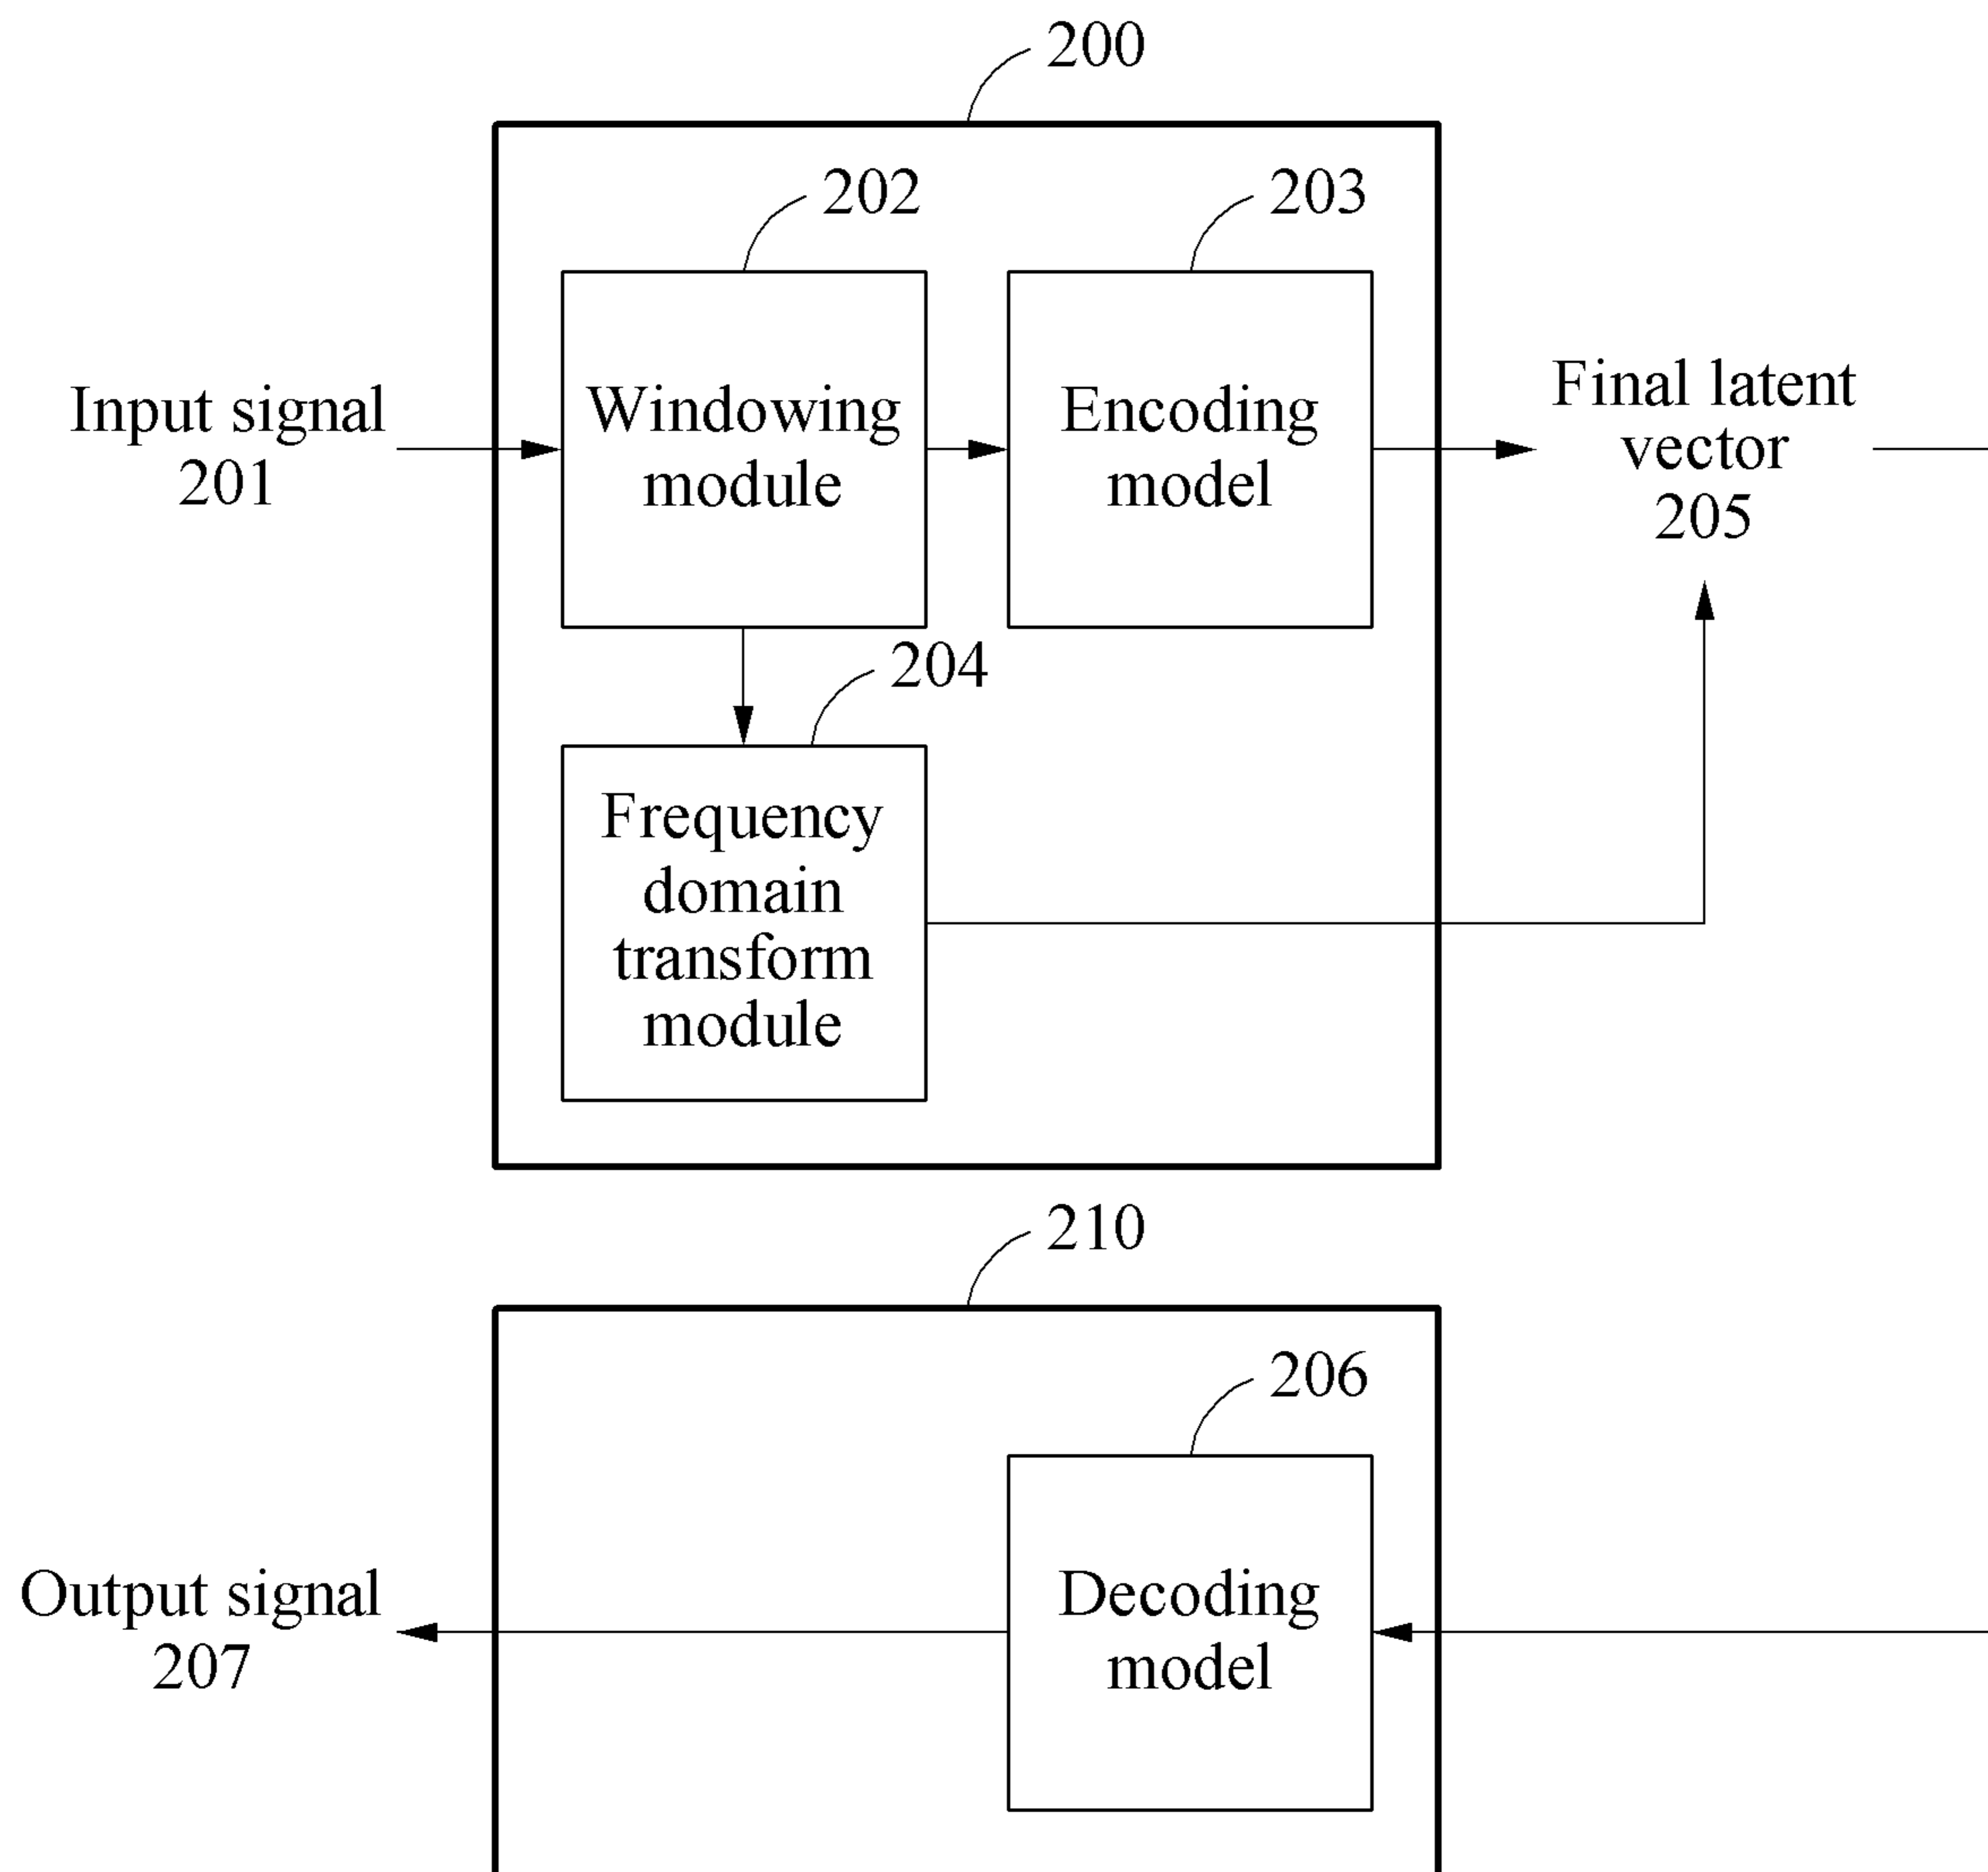 200
202
203
Input signal
201
Windowing
module
Encoding
model
Final latent
vector
205
204
Frequency
domain
transform
module
210
206
Output signal
207
Decoding
model